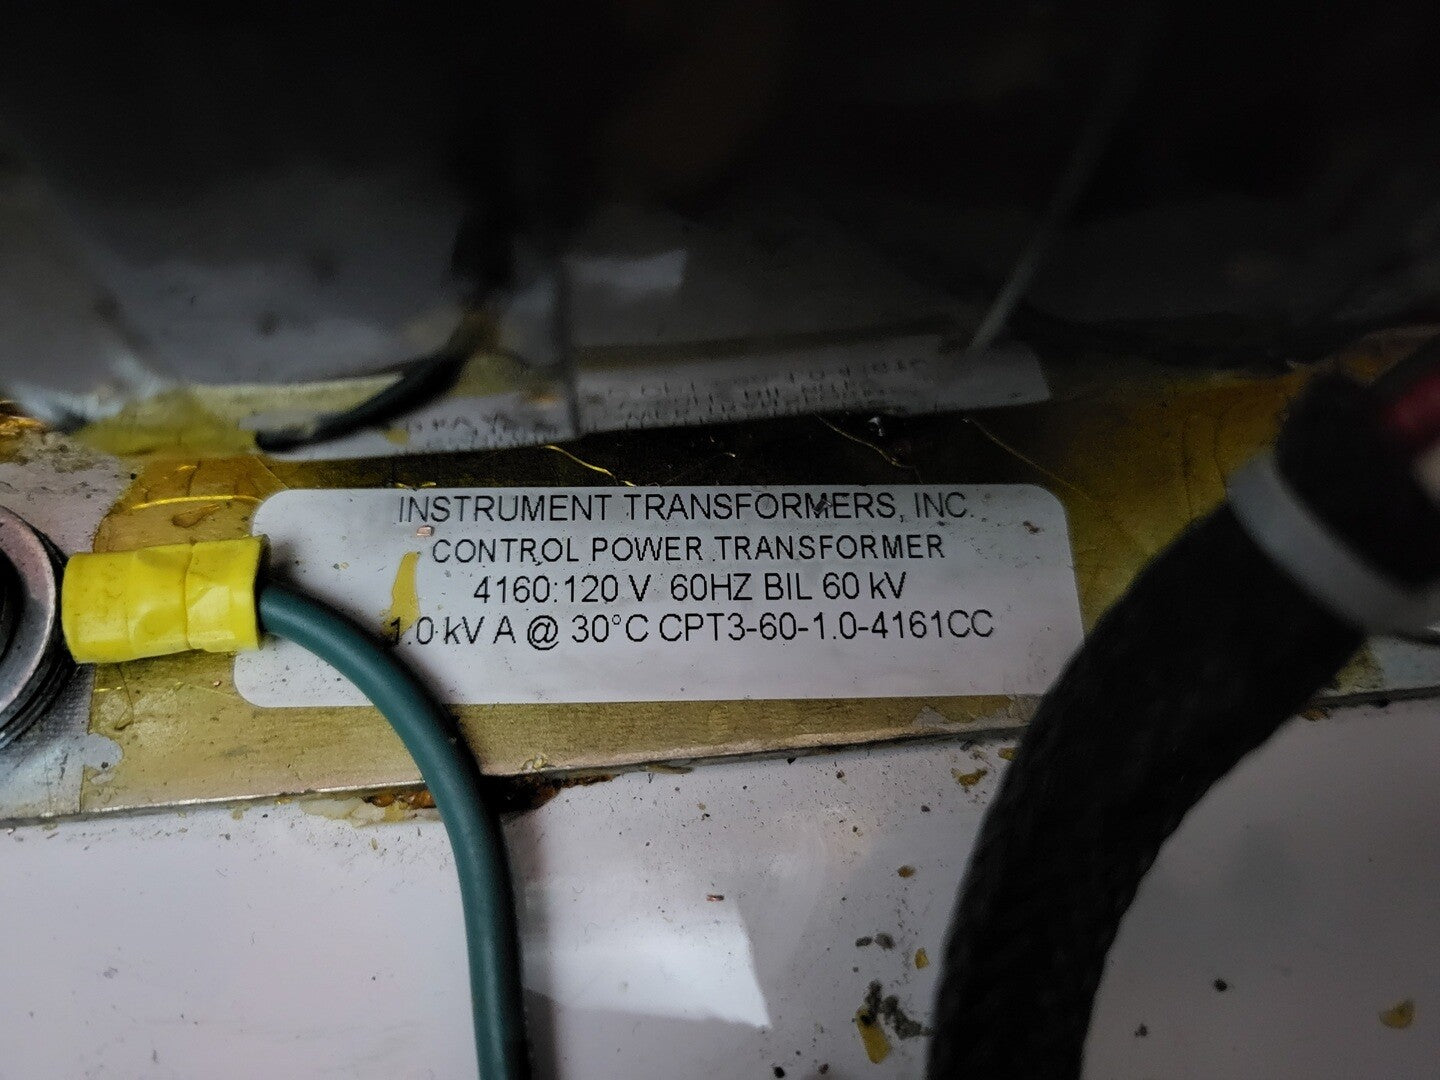 INSTRUMENT TRANSFORMERS, INC.
CONTROL POWER TRANSFORMER
4160:120 V 60HZ BIL 60 kV
1.0 kV A @ 30°C CPT3-60-1.0-4161CC